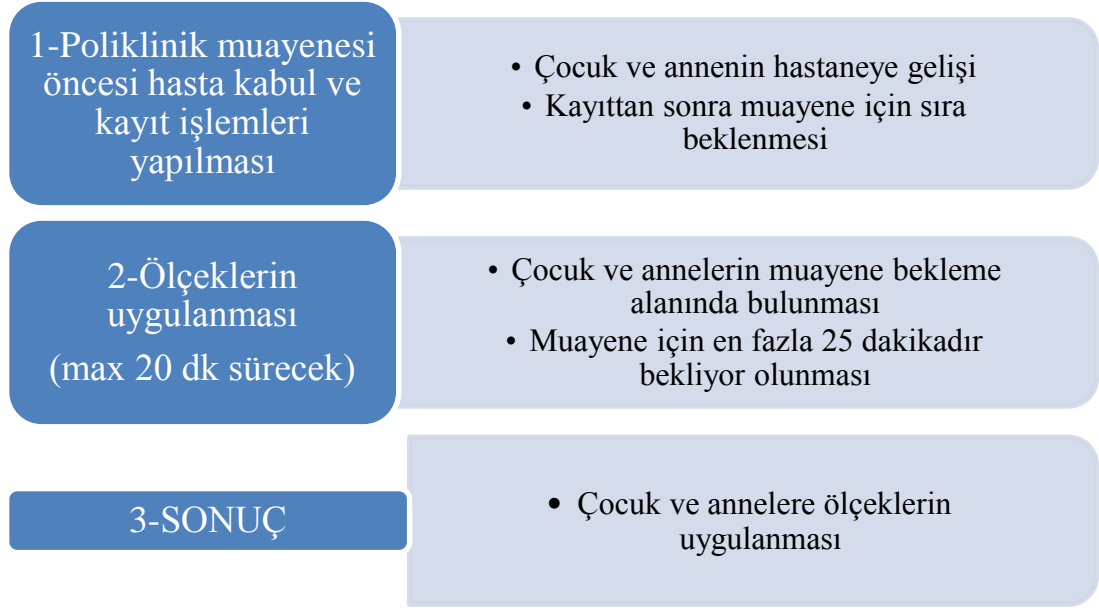 1-Poliklinik muayenesi
öncesi hasta kabul ve
kayıt işlemleri
yapılması
• Çocuk ve annenin hastaneye gelişi
• Kayıttan sonra muayene için sıra
beklenmesi
2-Ölçeklerin
uygulanması
(max 20 dk sürecek)
• Çocuk ve annelerin muayene bekleme
alanında bulunması
• Muayene için en fazla 25 dakikadır
bekliyor olunması
3-SONUÇ
• Çocuk ve annelere ölçeklerin
uygulanması